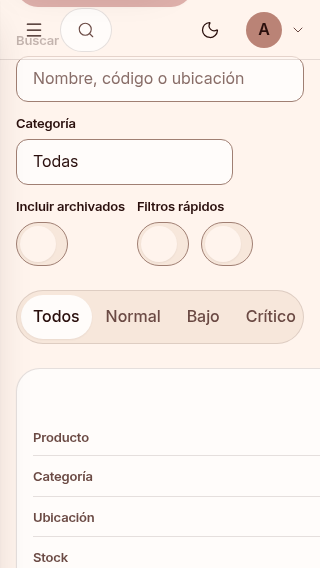 A
Buscar
Nombre, código o ubicación
Categoría
Todas
Incluir archivados Filtros rápidos
Todos Normal Bajo Crítico
Producto
Categoría
Ubicación
Stock